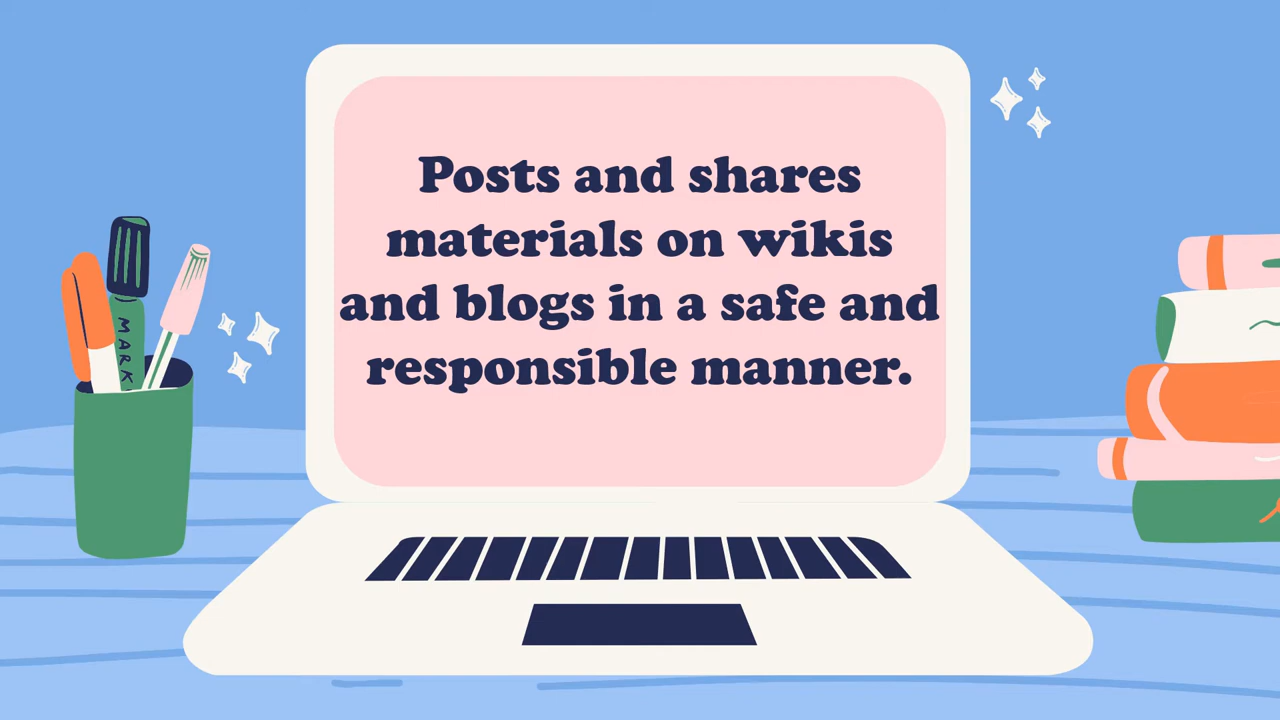 Posts and shares
materials on wikis
and blogs in a safe and
responsible manner.
MARK